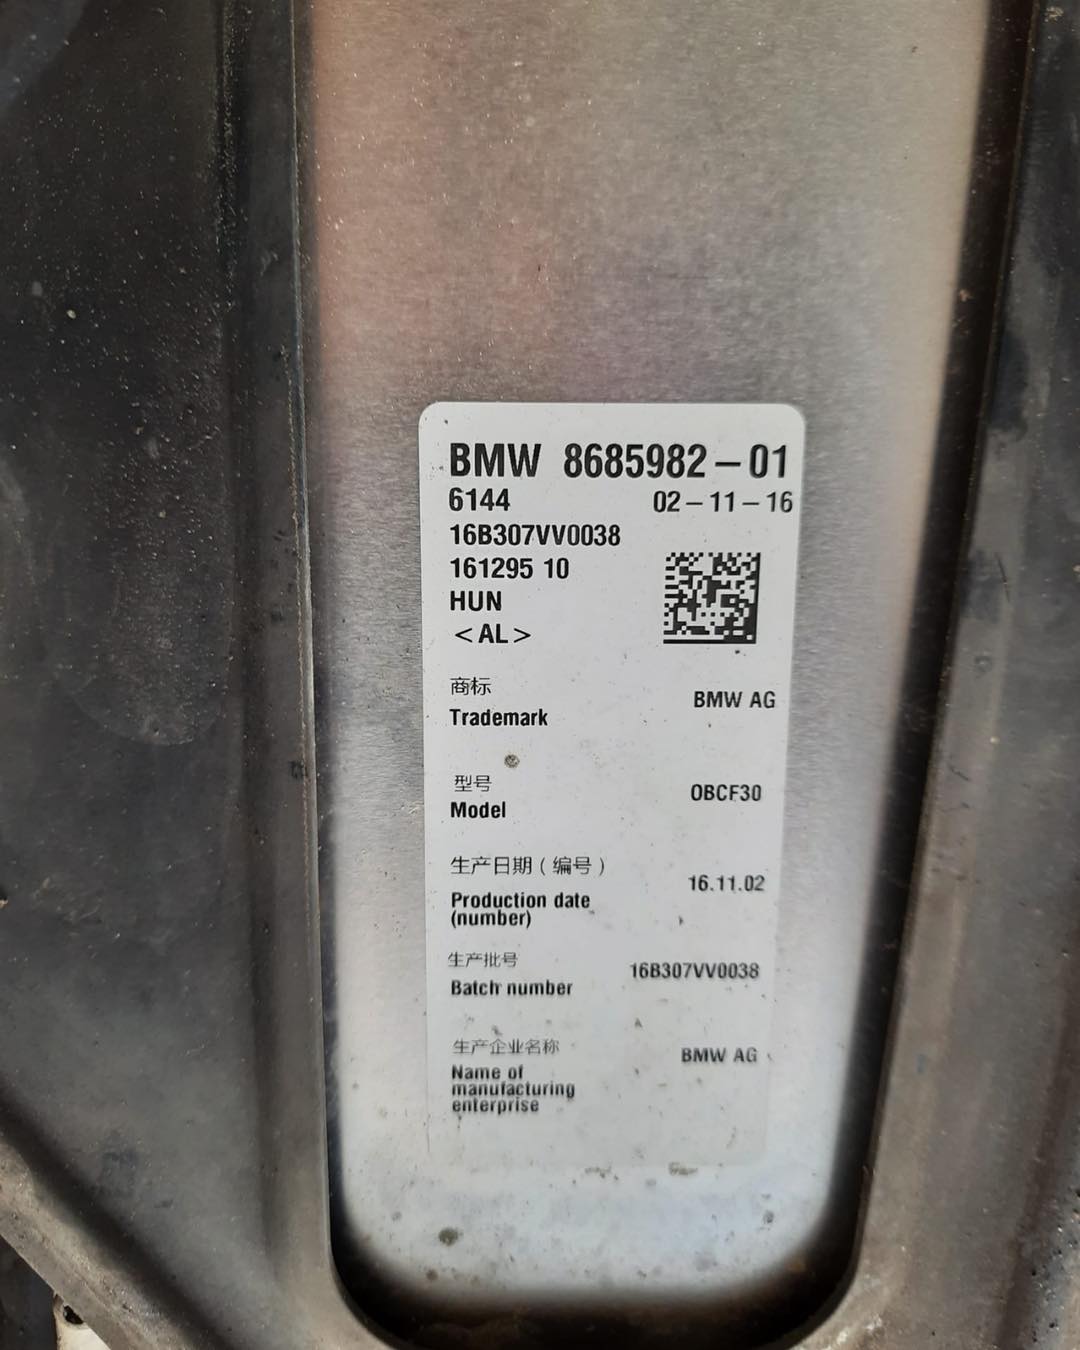 BMW 8685982-01
6144 02-11-16
16B307VV0038
161295 10
HUN
<AL>
商标
Trademark BMW AG
型号
Model OBCF30
生产日期(编号)
Production date 16.11.02
(number)
生产批号
Batch number 16B307VV0038
生产企业名称
Name of BMW AG
manufacturing
enterprise